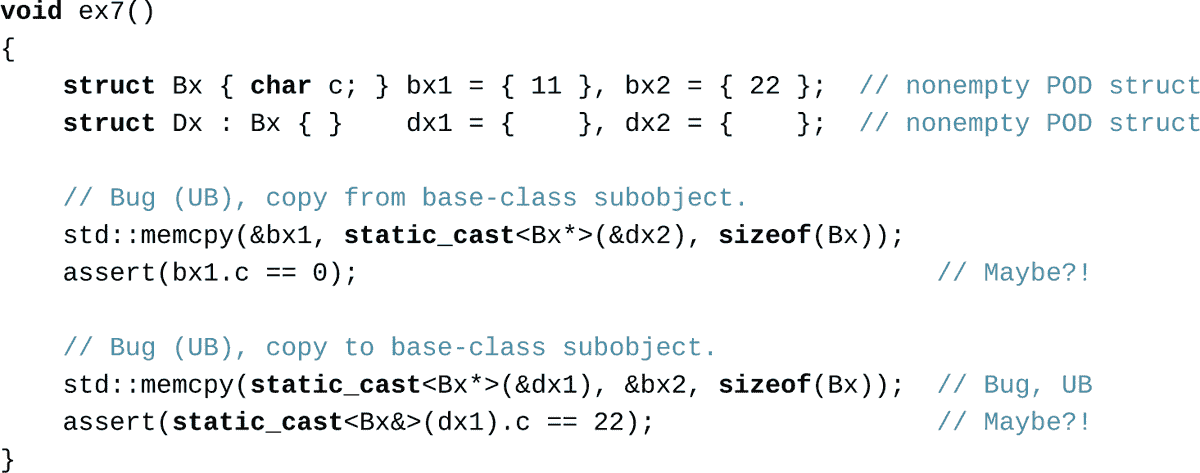 void ex7()
{
    struct Bx { char c; } bx1 = { 11 }, bx2 = { 22 };  // nonempty POD struct
    struct Dx : Bx { }    dx1 = {    }, dx2 = {    };  // nonempty POD struct

    // Bug (UB), copy from base-class subobject.
    std::memcpy(&bx1, static_cast<Bx*>(&dx2), sizeof(Bx));
    assert(bx1.c == 0);                                     // Maybe?!

    // Bug (UB), copy to base-class subobject.
    std::memcpy(static_cast<Bx*>(&dx1), &bx2, sizeof(Bx));  // Bug, UB
    assert(static_cast<Bx&>(dx1).c == 22);                  // Maybe?!
}